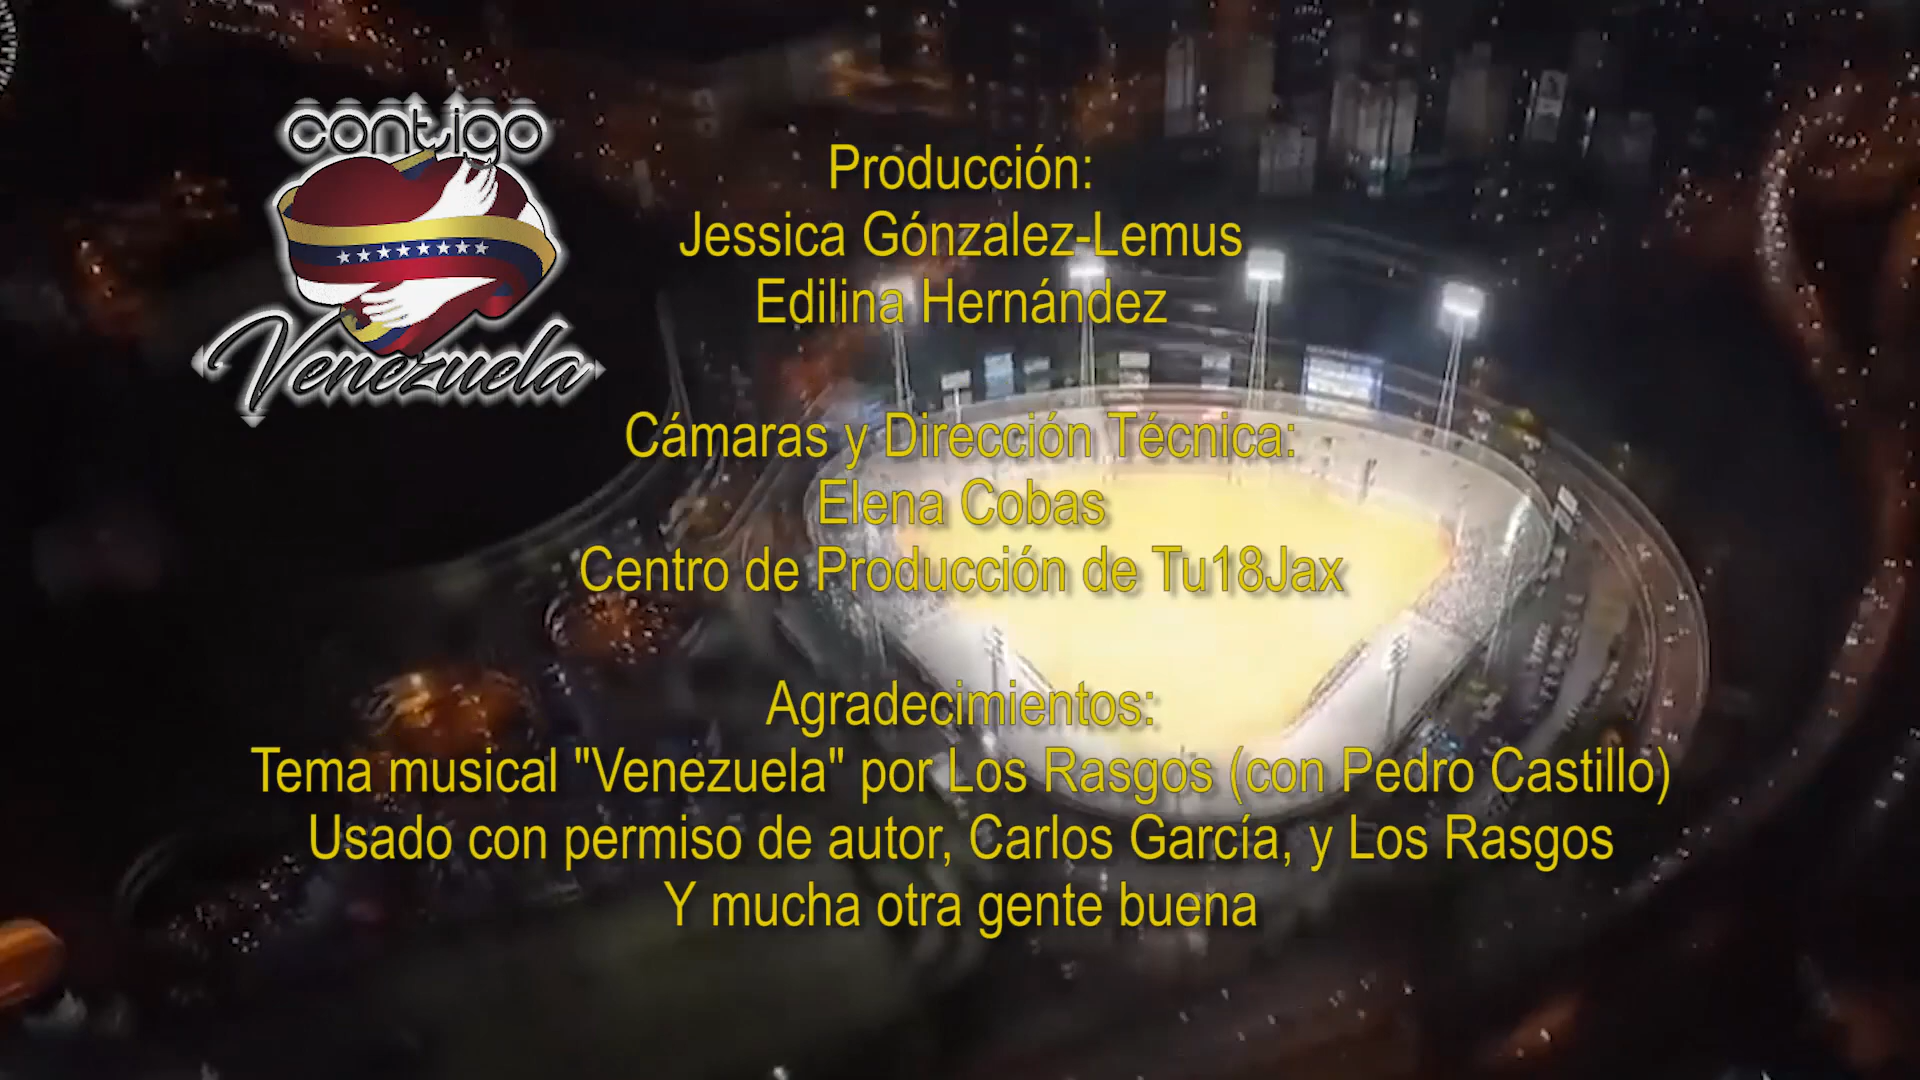 contigo
Venezuela
Producción:
Jessica Gónzalez-Lemus
Edilina Hernández
Cámaras y Dirección Técnica:
Elena Cobas
Centro de Producción de Tu18Jax
Agradecimientos:
Tema musical "Venezuela" por Los Rasgos (con Pedro Castillo)
Usado con permiso de autor, Carlos García, y Los Rasgos
Y mucha otra gente buena